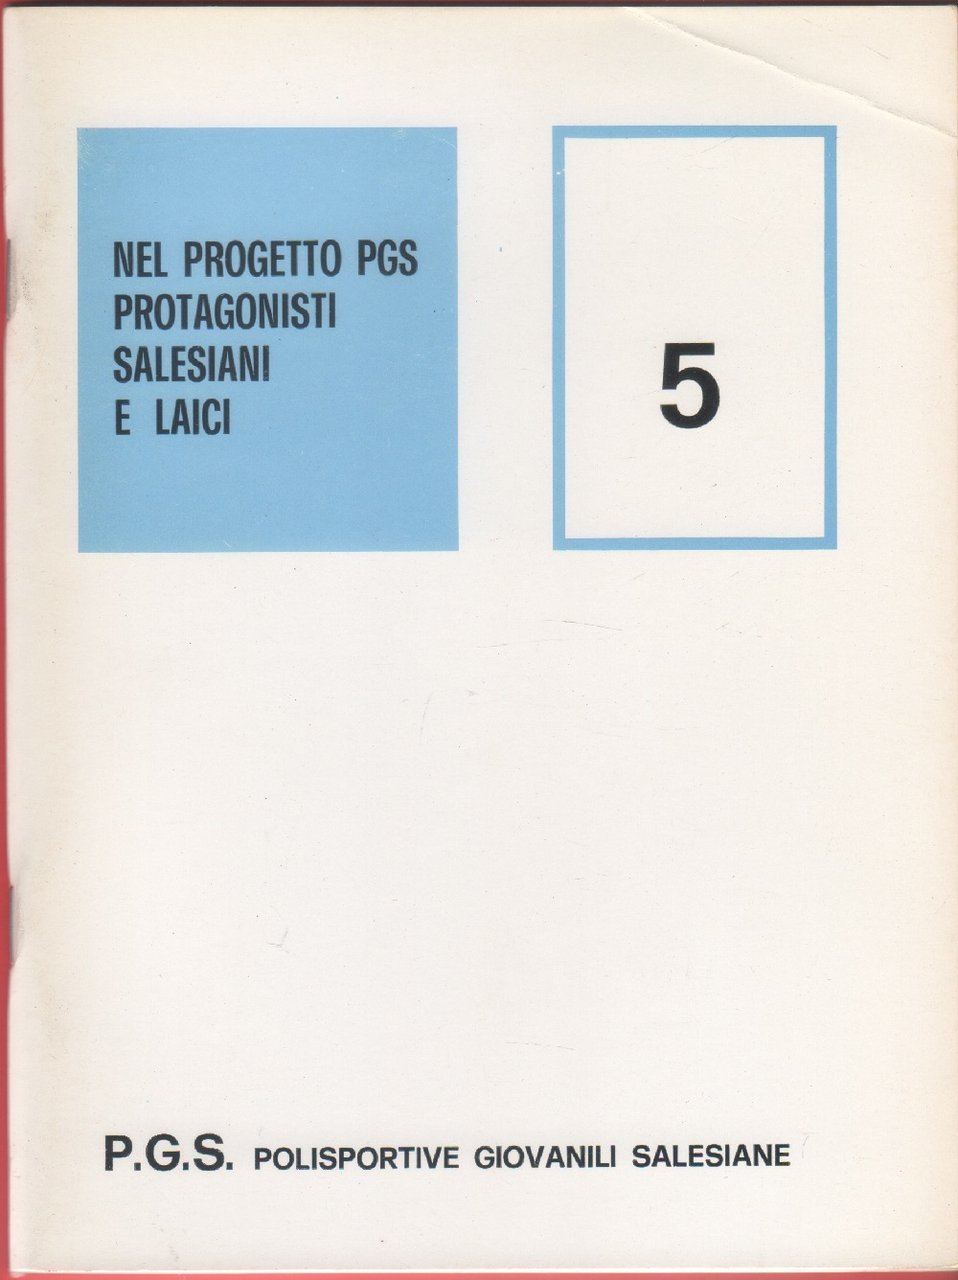 NEL PROGETTO PGS
PROTAGONISTI
SALESIANI
E LAICI
5
P.G.S. POLISPORTIVE GIOVANILI SALESIANE